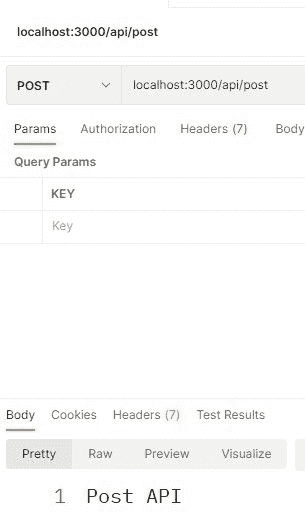 localhost:3000/api/post
POST localhost:3000/api/post
Params Authorization Headers (7) Body
Query Params
KEY
Key
Body Cookies Headers (7) Test Results
Pretty Raw Preview Visualize
1 Post API